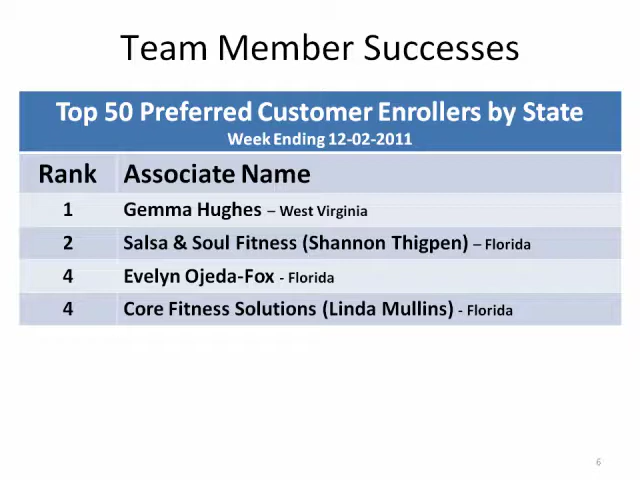 Team Member Successes
Top 50 Preferred Customer Enrollers by State
Week Ending 12-02-2011
Rank Associate Name
1 Gemma Hughes – West Virginia
2 Salsa & Soul Fitness (Shannon Thigpen) – Florida
4 Evelyn Ojeda-Fox - Florida
4 Core Fitness Solutions (Linda Mullins) - Florida
6